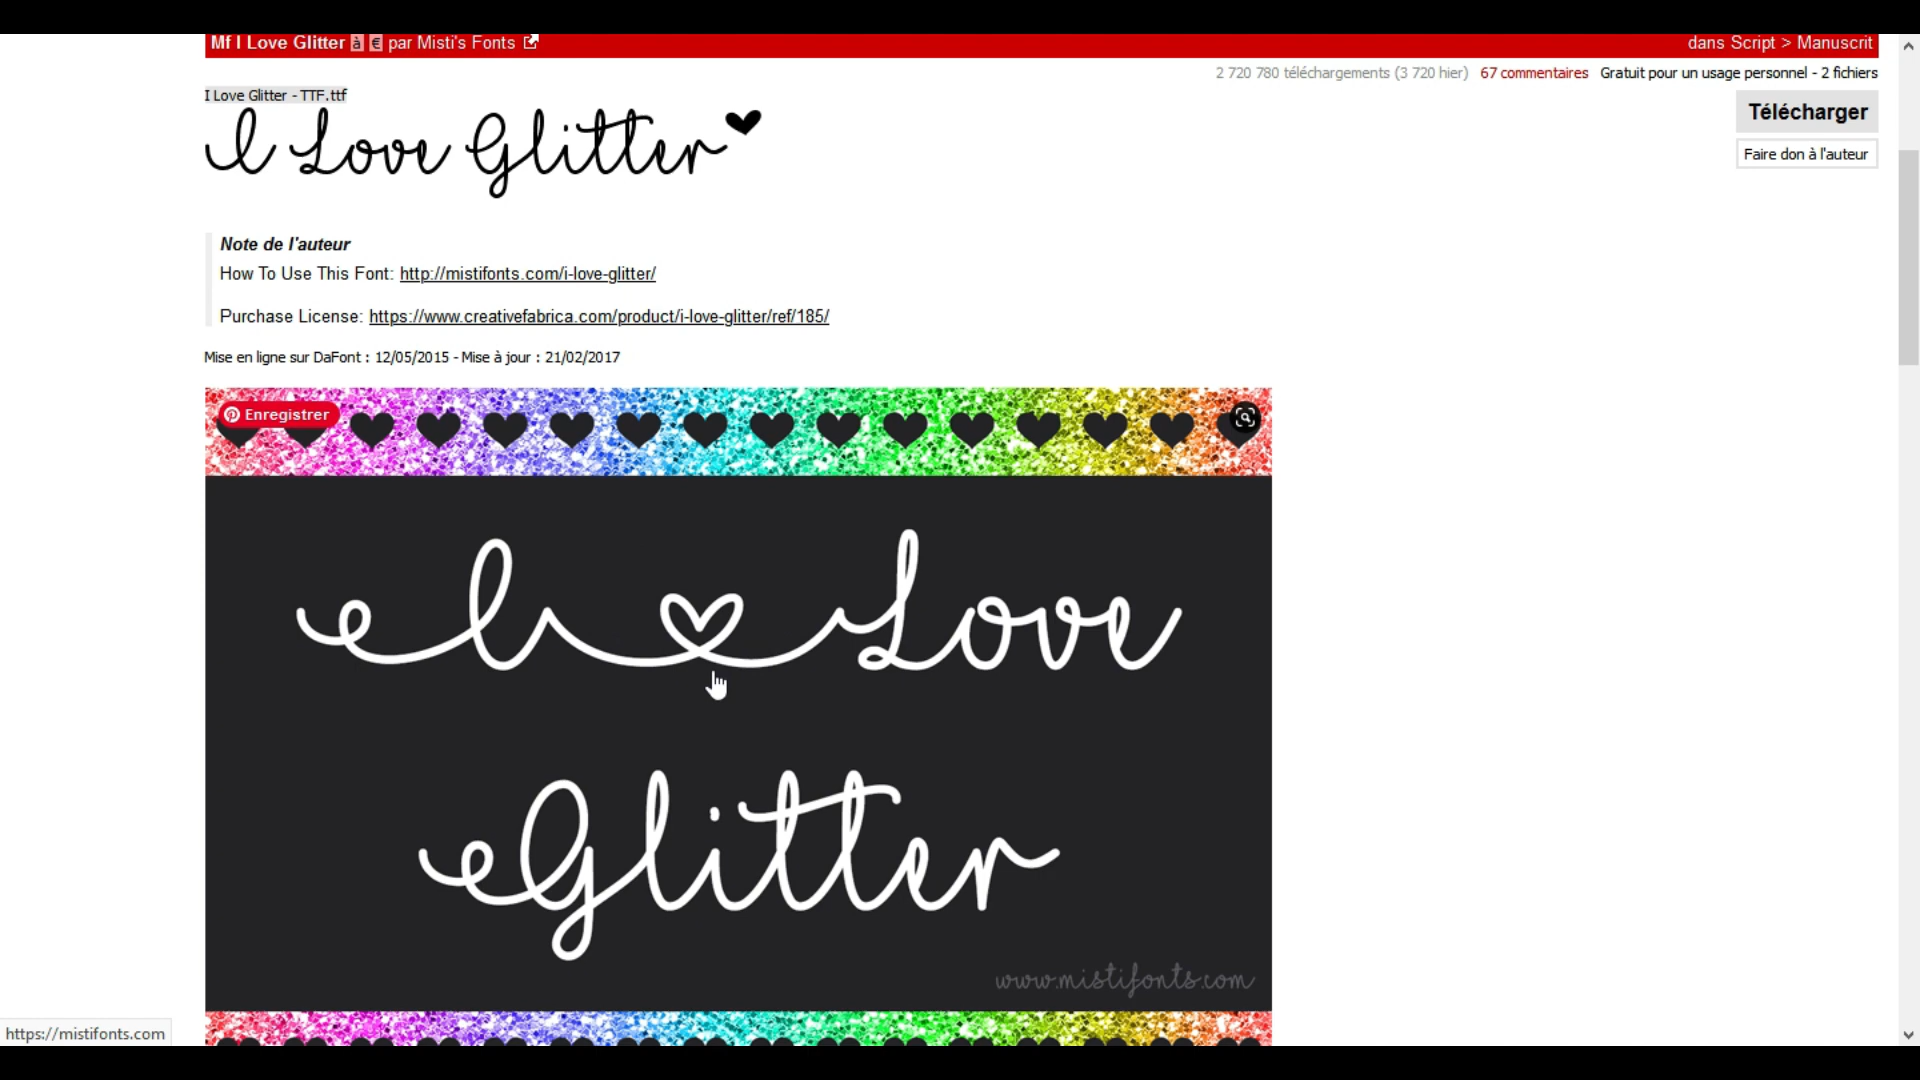 Mf I Love Glitter à € par Misti's Fonts
dans Script > Manuscrit
2 720 780 téléchargements (3 720 hier) 67 commentaires Gratuit pour un usage personnel - 2 fichiers
I Love Glitter - TTF.ttf
Télécharger
I Love Glitter
Faire don à l'auteur
Note de l'auteur
How To Use This Font: http://mistifonts.com/i-love-glitter/
Purchase License: https://www.creativefabrica.com/product/i-love-glitter/ref/185/
Mise en ligne sur DaFont : 12/05/2015 - Mise à jour : 21/02/2017
Enregistrer
I Love
Glitter
www.mistifonts.com
https://mistifonts.com